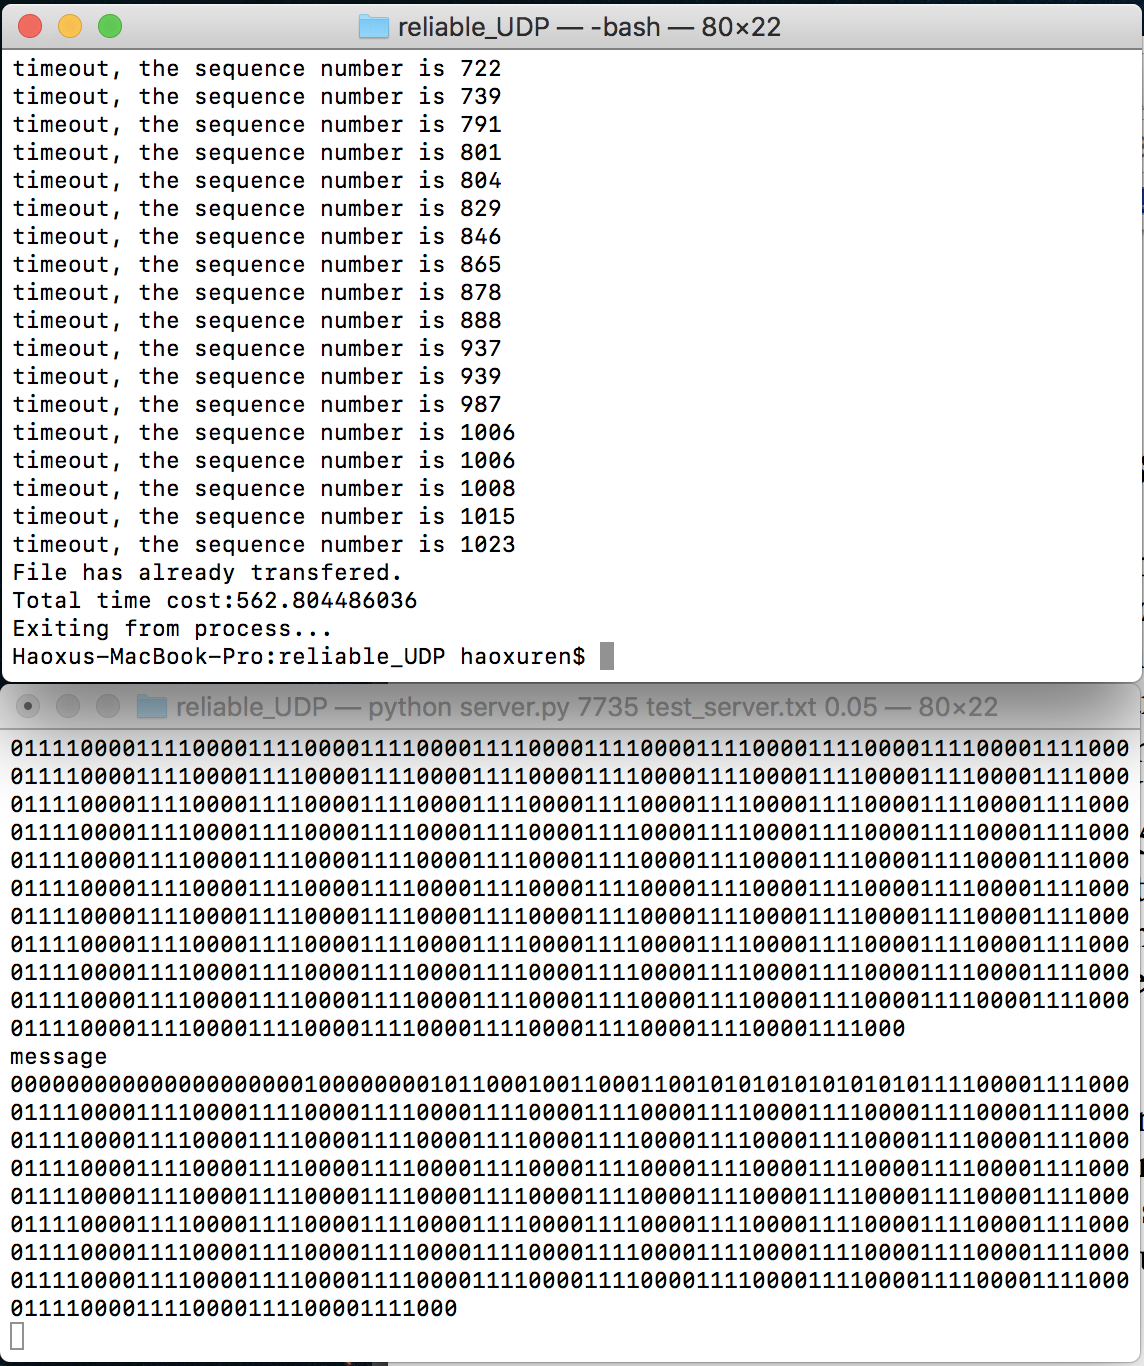 reliable_UDP — -bash — 80×22
timeout, the sequence number is 722
timeout, the sequence number is 739
timeout, the sequence number is 791
timeout, the sequence number is 801
timeout, the sequence number is 804
timeout, the sequence number is 829
timeout, the sequence number is 846
timeout, the sequence number is 865
timeout, the sequence number is 878
timeout, the sequence number is 888
timeout, the sequence number is 937
timeout, the sequence number is 939
timeout, the sequence number is 987
timeout, the sequence number is 1006
timeout, the sequence number is 1006
timeout, the sequence number is 1008
timeout, the sequence number is 1015
timeout, the sequence number is 1023
File has already transfered.
Total time cost:562.804486036
Exiting from process...
Haoxus-MacBook-Pro:reliable_UDP haoxuren$
reliable_UDP — python server.py 7735 test_server.txt 0.05 — 80×22
01111000011110000111100001111000011110000111100001111000011110000111100001111000
01111000011110000111100001111000011110000111100001111000011110000111100001111000
01111000011110000111100001111000011110000111100001111000011110000111100001111000
01111000011110000111100001111000011110000111100001111000011110000111100001111000
01111000011110000111100001111000011110000111100001111000011110000111100001111000
01111000011110000111100001111000011110000111100001111000011110000111100001111000
01111000011110000111100001111000011110000111100001111000011110000111100001111000
01111000011110000111100001111000011110000111100001111000011110000111100001111000
01111000011110000111100001111000011110000111100001111000011110000111100001111000
01111000011110000111100001111000011110000111100001111000011110000111100001111000
0111100001111000011110000111100001111000011110000111100001111000
message
00000000000000000000010000000010110001001100011001010101010101010111100001111000
01111000011110000111100001111000011110000111100001111000011110000111100001111000
01111000011110000111100001111000011110000111100001111000011110000111100001111000
01111000011110000111100001111000011110000111100001111000011110000111100001111000
01111000011110000111100001111000011110000111100001111000011110000111100001111000
01111000011110000111100001111000011110000111100001111000011110000111100001111000
01111000011110000111100001111000011110000111100001111000011110000111100001111000
01111000011110000111100001111000011110000111100001111000011110000111100001111000
01111000011110000111100001111000